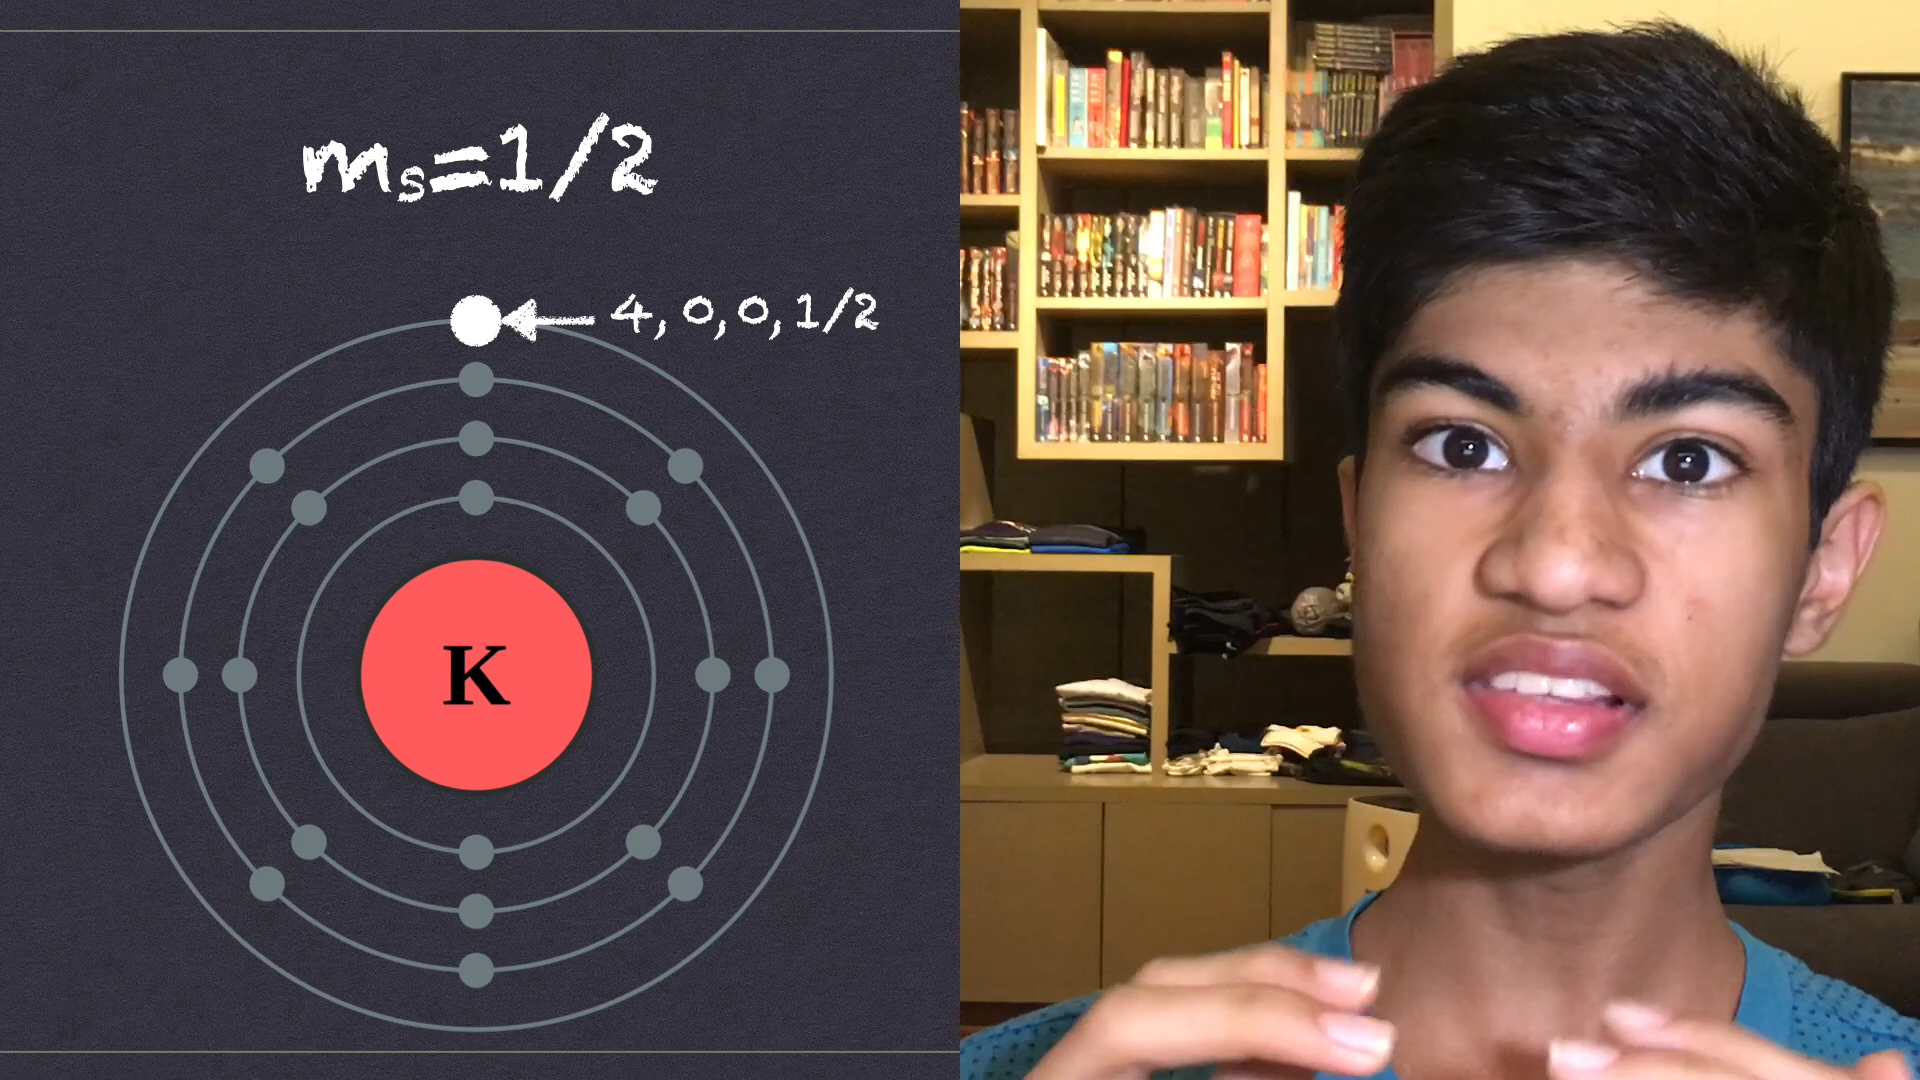 mₛ=1/2
4, 0, 0, 1/2
K